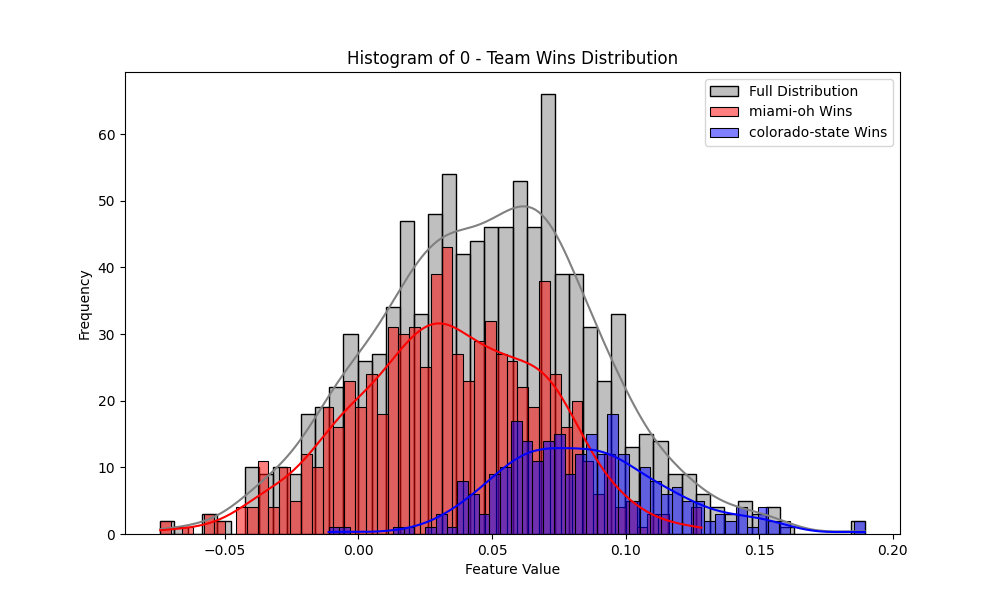 Histogram of 0 - Team Wins Distribution
Full Distribution
miami-oh Wins
colorado-state Wins
Frequency
60
50
40
30
20
10
0
−0.05 0.00 0.05 0.10 0.15 0.20
Feature Value